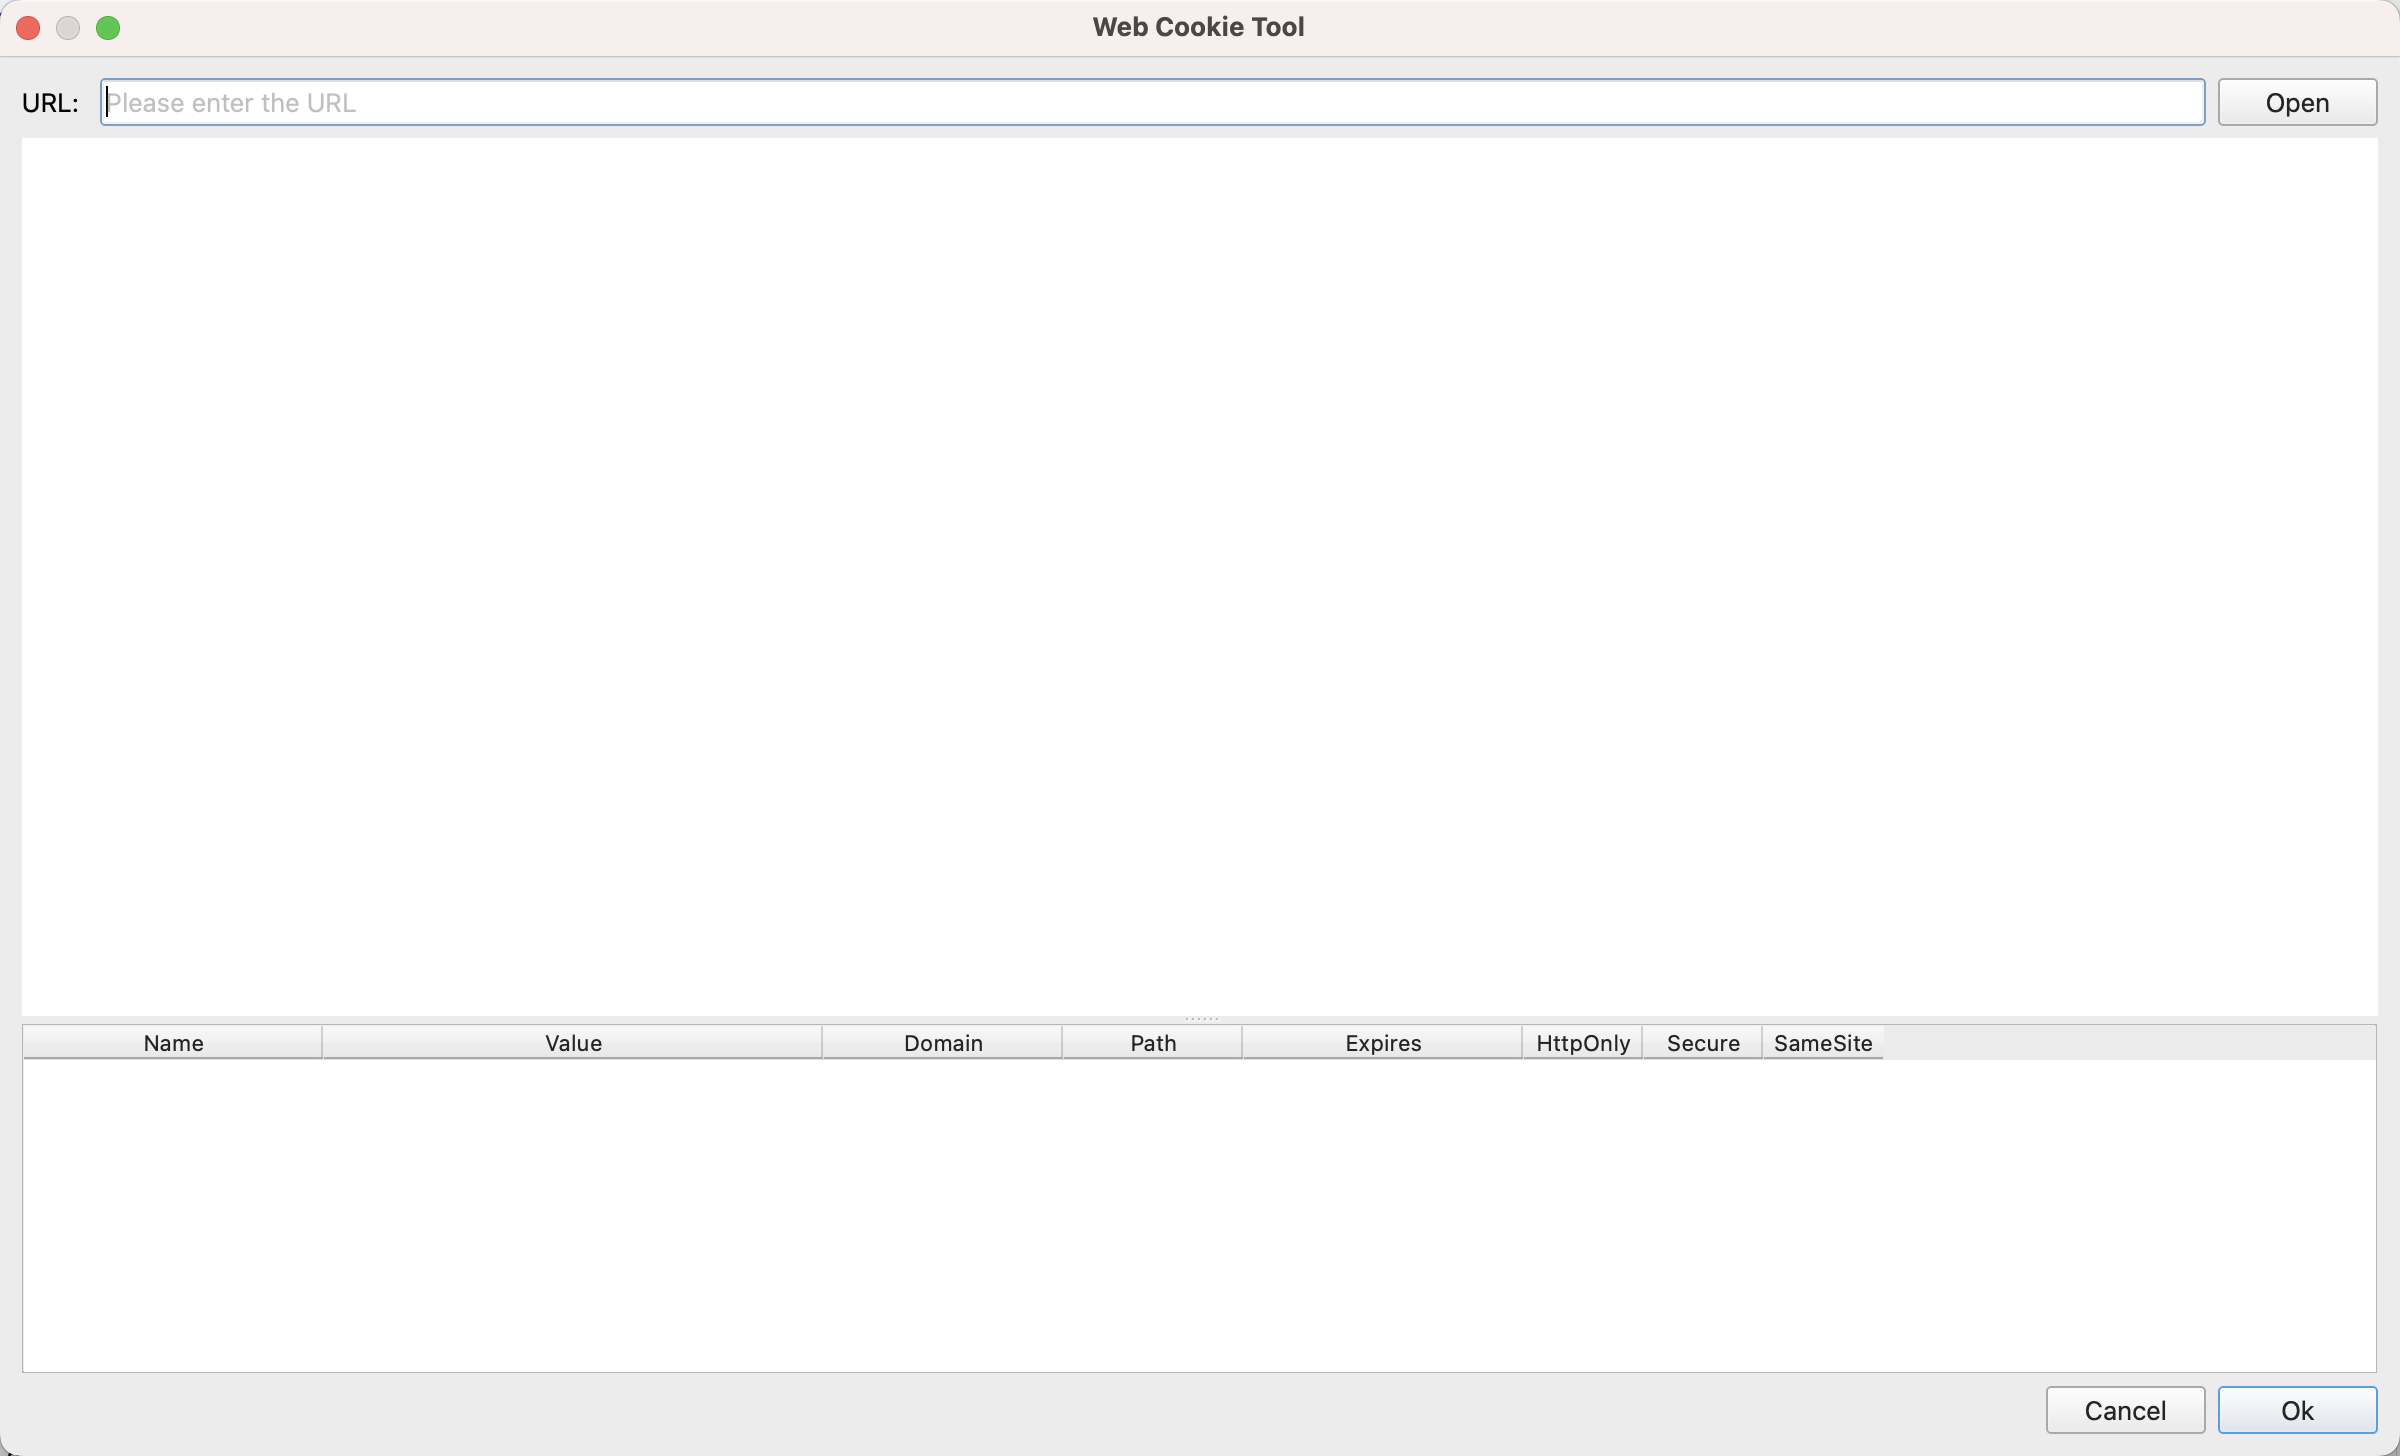 Web Cookie Tool
URL: Please enter the URL Open
Name Value Domain Path Expires HttpOnly Secure SameSite
Cancel Ok